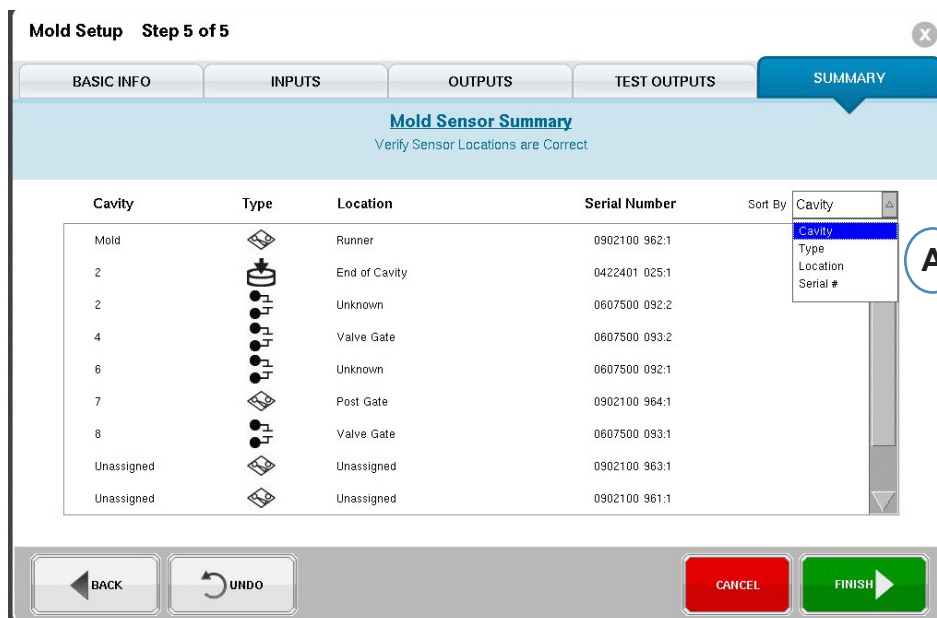 Mold Setup Step 5 of 5
X
BASIC INFO INPUTS OUTPUTS TEST OUTPUTS SUMMARY
Mold Sensor Summary
Verify Sensor Locations are Correct
Cavity Type Location Serial Number Sort By Cavity
Cavity
Type
Location
Serial #
A
Mold Runner 0902100 962:1
2 End of Cavity 0422401 025:1
2 Unknown 0607500 092:2
4 Valve Gate 0607500 093:2
6 Unknown 0607500 092:1
7 Post Gate 0902100 964:1
8 Valve Gate 0607500 093:1
Unassigned Unassigned 0902100 963:1
Unassigned Unassigned 0902100 961:1
BACK UNDO CANCEL FINISH